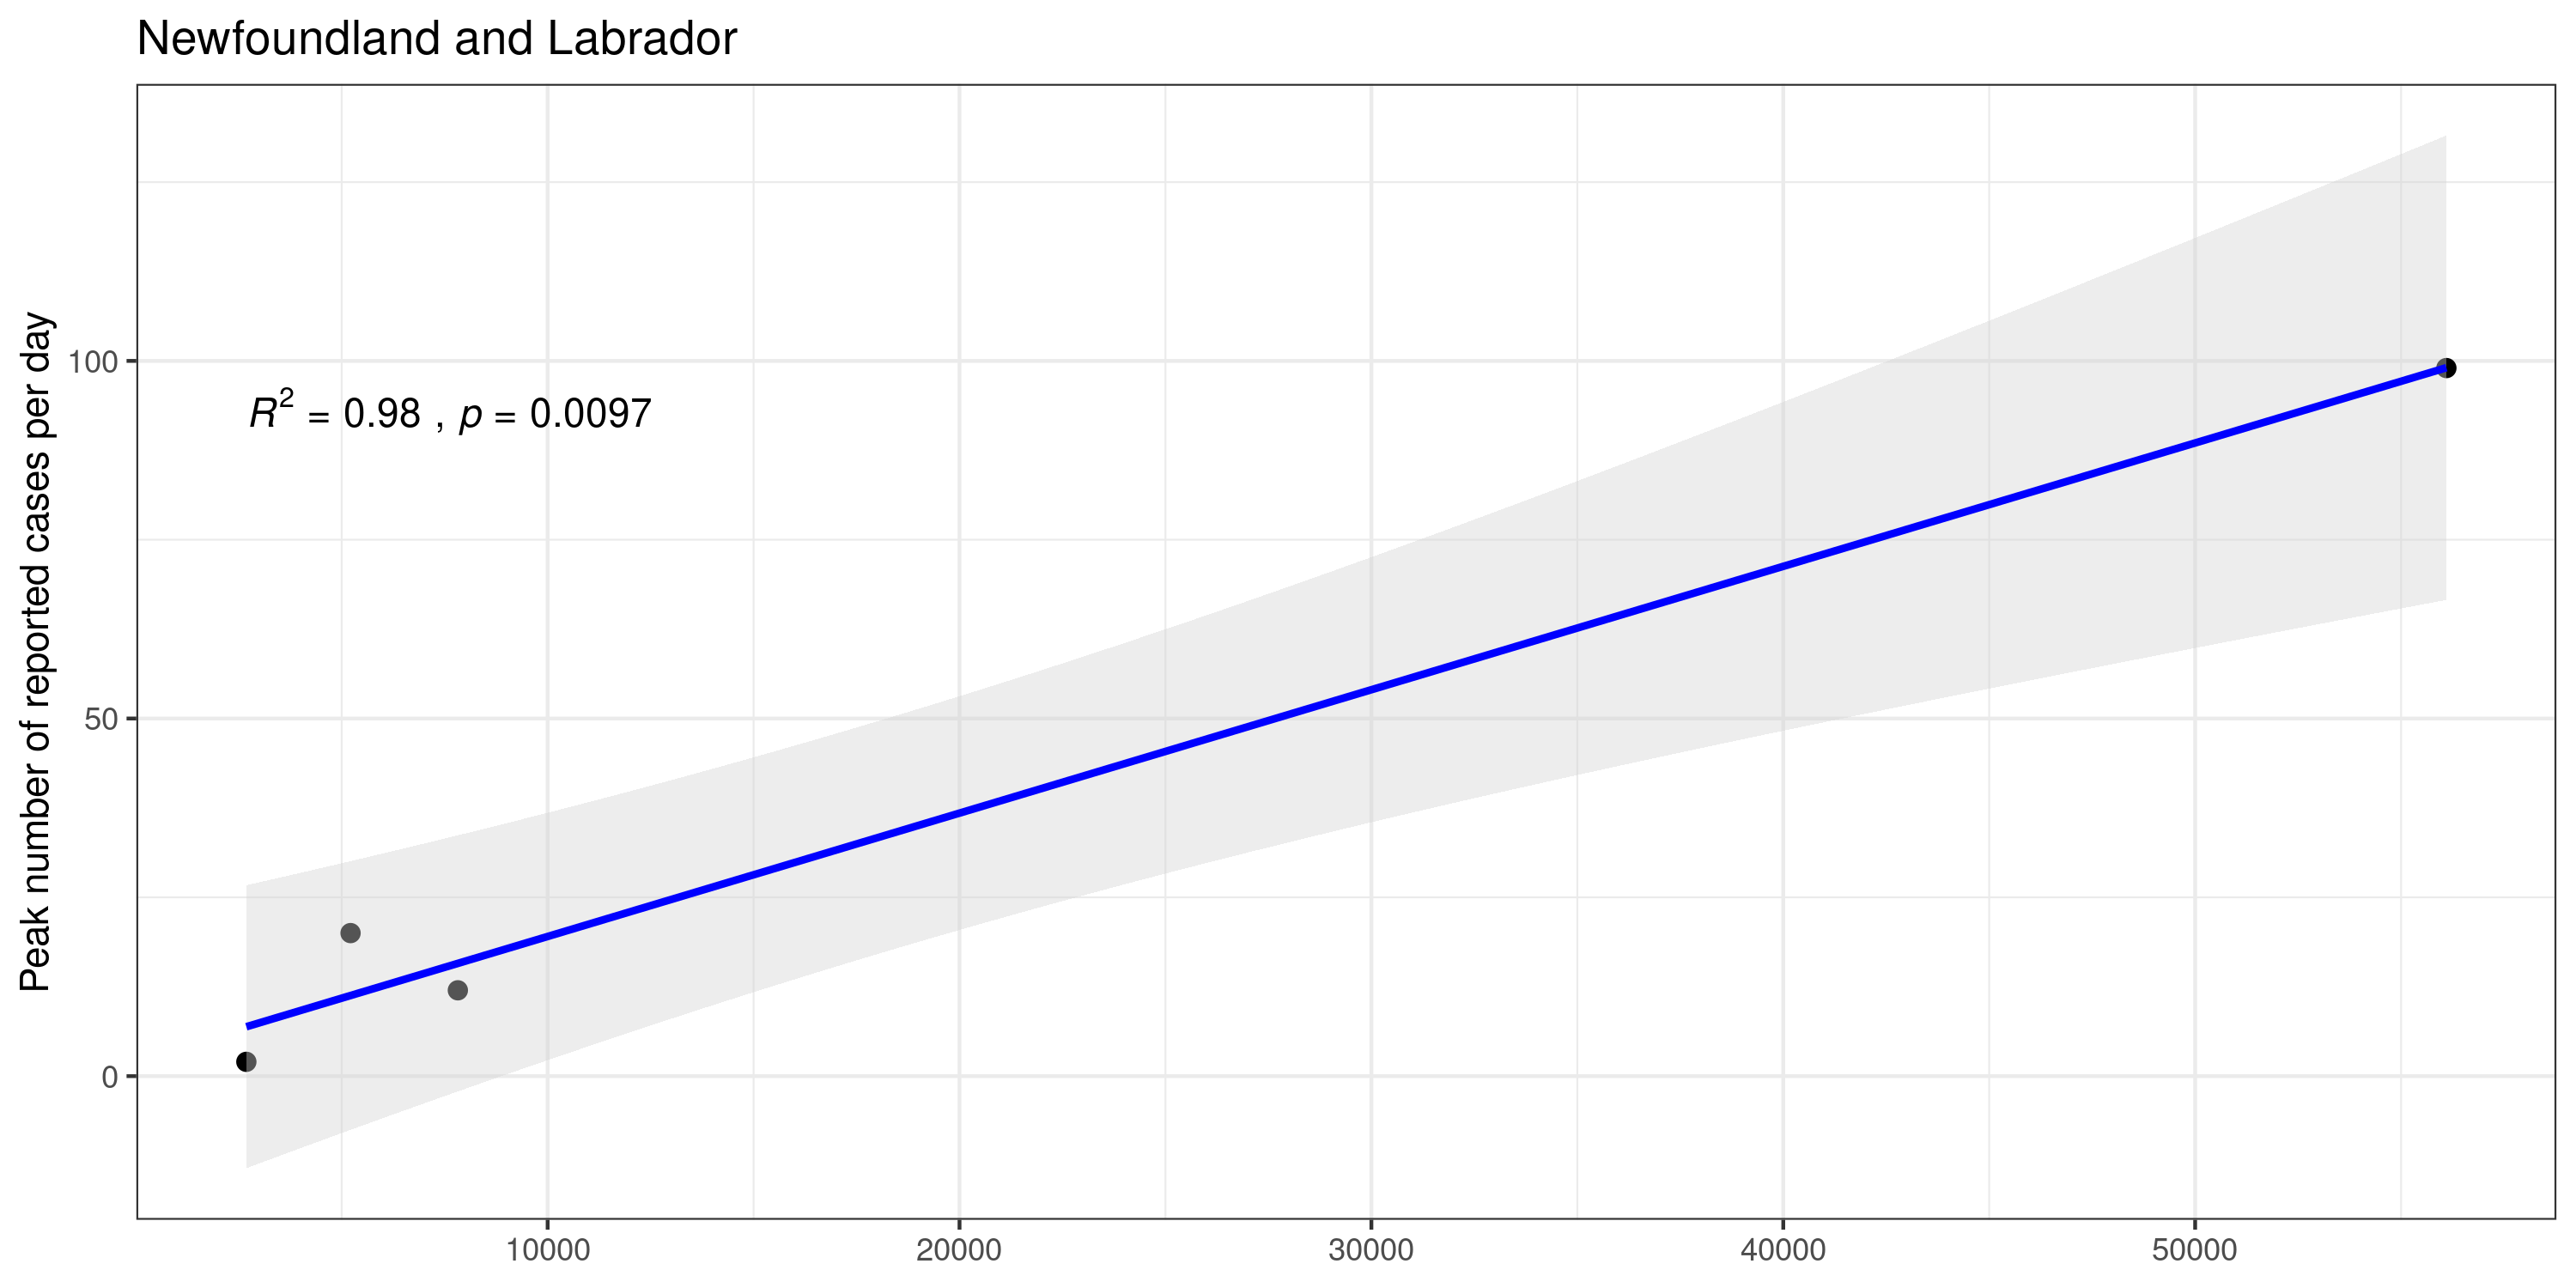 Newfoundland and Labrador
Peak number of reported cases per day
100
50
0
R² = 0.98 , p = 0.0097
10000 20000 30000 40000 50000